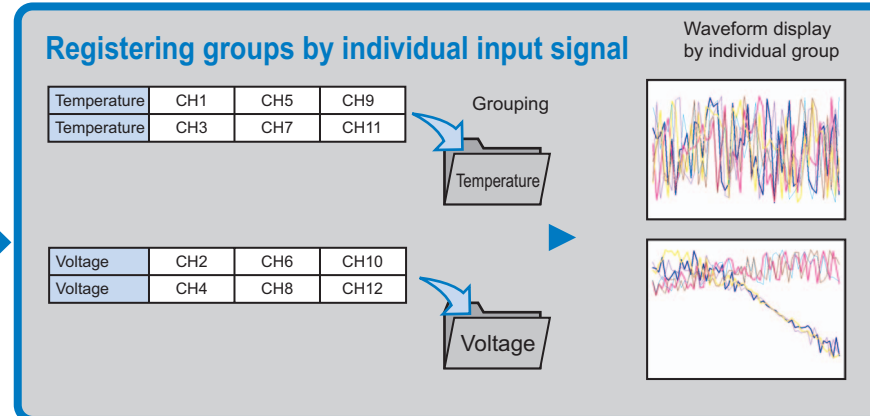 Registering groups by individual input signal
Waveform display
by individual group
Temperature CH1 CH5 CH9
Temperature CH3 CH7 CH11
Grouping
Temperature
Voltage CH2 CH6 CH10
Voltage CH4 CH8 CH12
Voltage